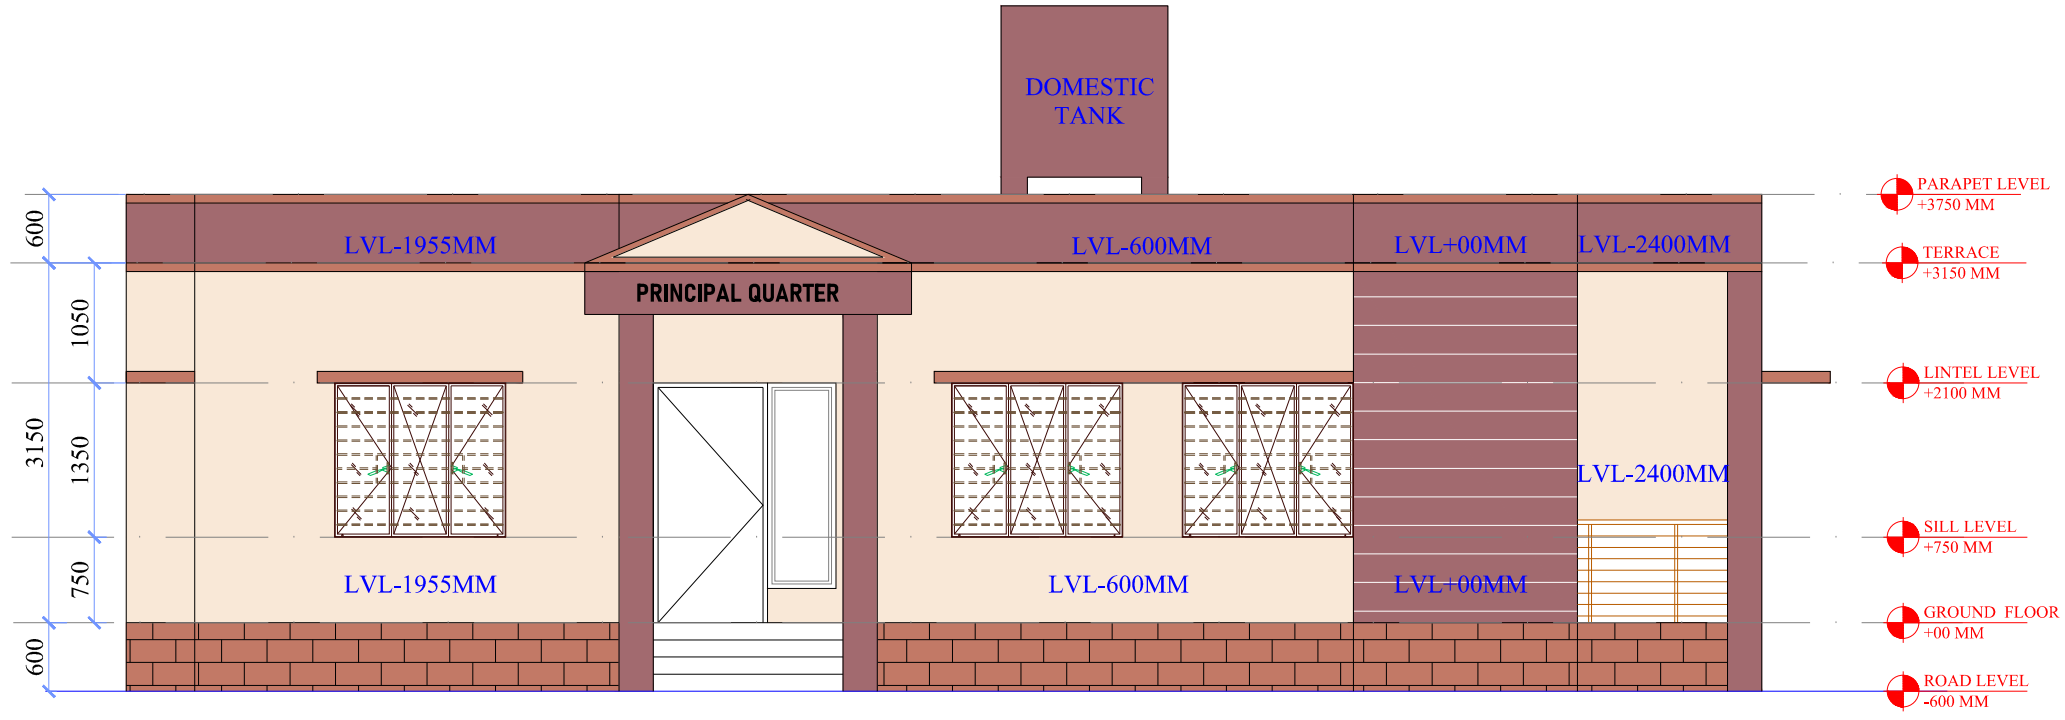 DOMESTIC
TANK
PARAPET LEVEL
+3750 MM
600
LVL-1955MM
LVL-600MM
LVL+00MM
LVL-2400MM
TERRACE
+3150 MM
PRINCIPAL QUARTER
1050
LINTEL LEVEL
+2100 MM
3150
1350
LVL-2400MM
SILL LEVEL
+750 MM
750
LVL-1955MM
LVL-600MM
LVL+00MM
GROUND FLOOR
+00 MM
600
ROAD LEVEL
-600 MM